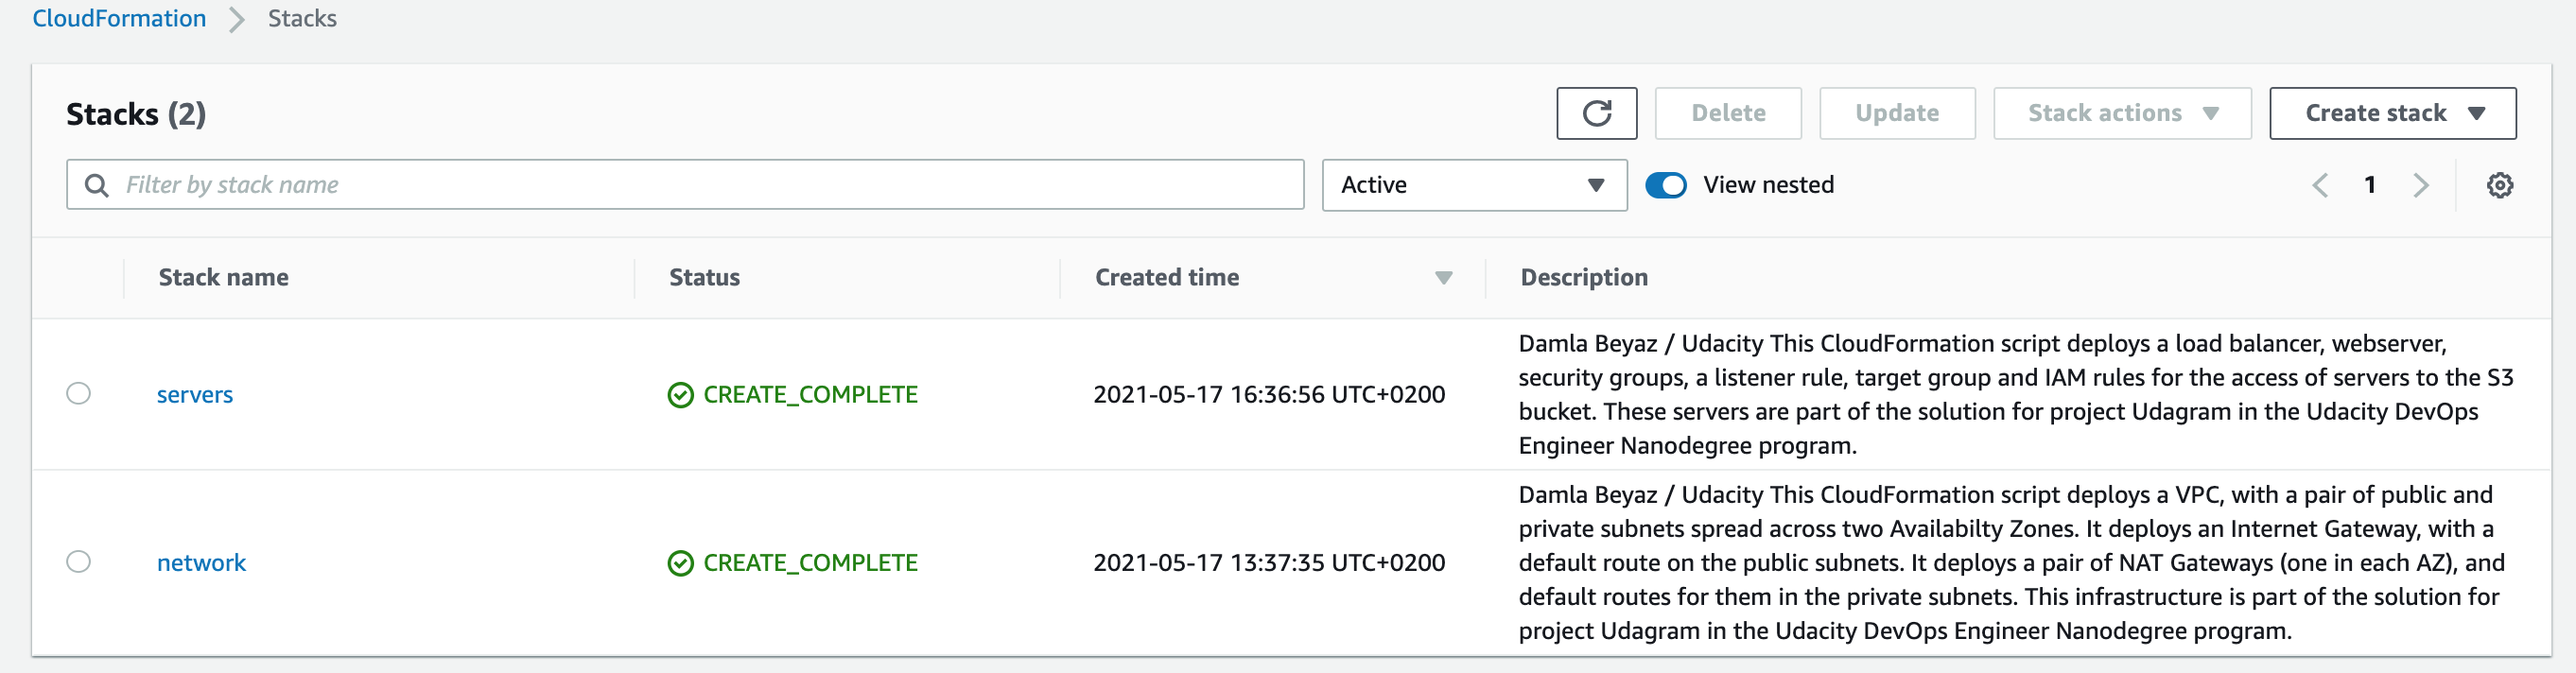 CloudFormation > Stacks
Stacks (2)
Delete
Update
Stack actions
Create stack
Filter by stack name
Active
View nested
1
Stack name
Status
Created time
Description
servers
CREATE_COMPLETE
2021-05-17 16:36:56 UTC+0200
Damla Beyaz / Udacity This CloudFormation script deploys a load balancer, webserver,
security groups, a listener rule, target group and IAM rules for the access of servers to the S3
bucket. These servers are part of the solution for project Udagram in the Udacity DevOps
Engineer Nanodegree program.
network
CREATE_COMPLETE
2021-05-17 13:37:35 UTC+0200
Damla Beyaz / Udacity This CloudFormation script deploys a VPC, with a pair of public and
private subnets spread across two Availabilty Zones. It deploys an Internet Gateway, with a
default route on the public subnets. It deploys a pair of NAT Gateways (one in each AZ), and
default routes for them in the private subnets. This infrastructure is part of the solution for
project Udagram in the Udacity DevOps Engineer Nanodegree program.